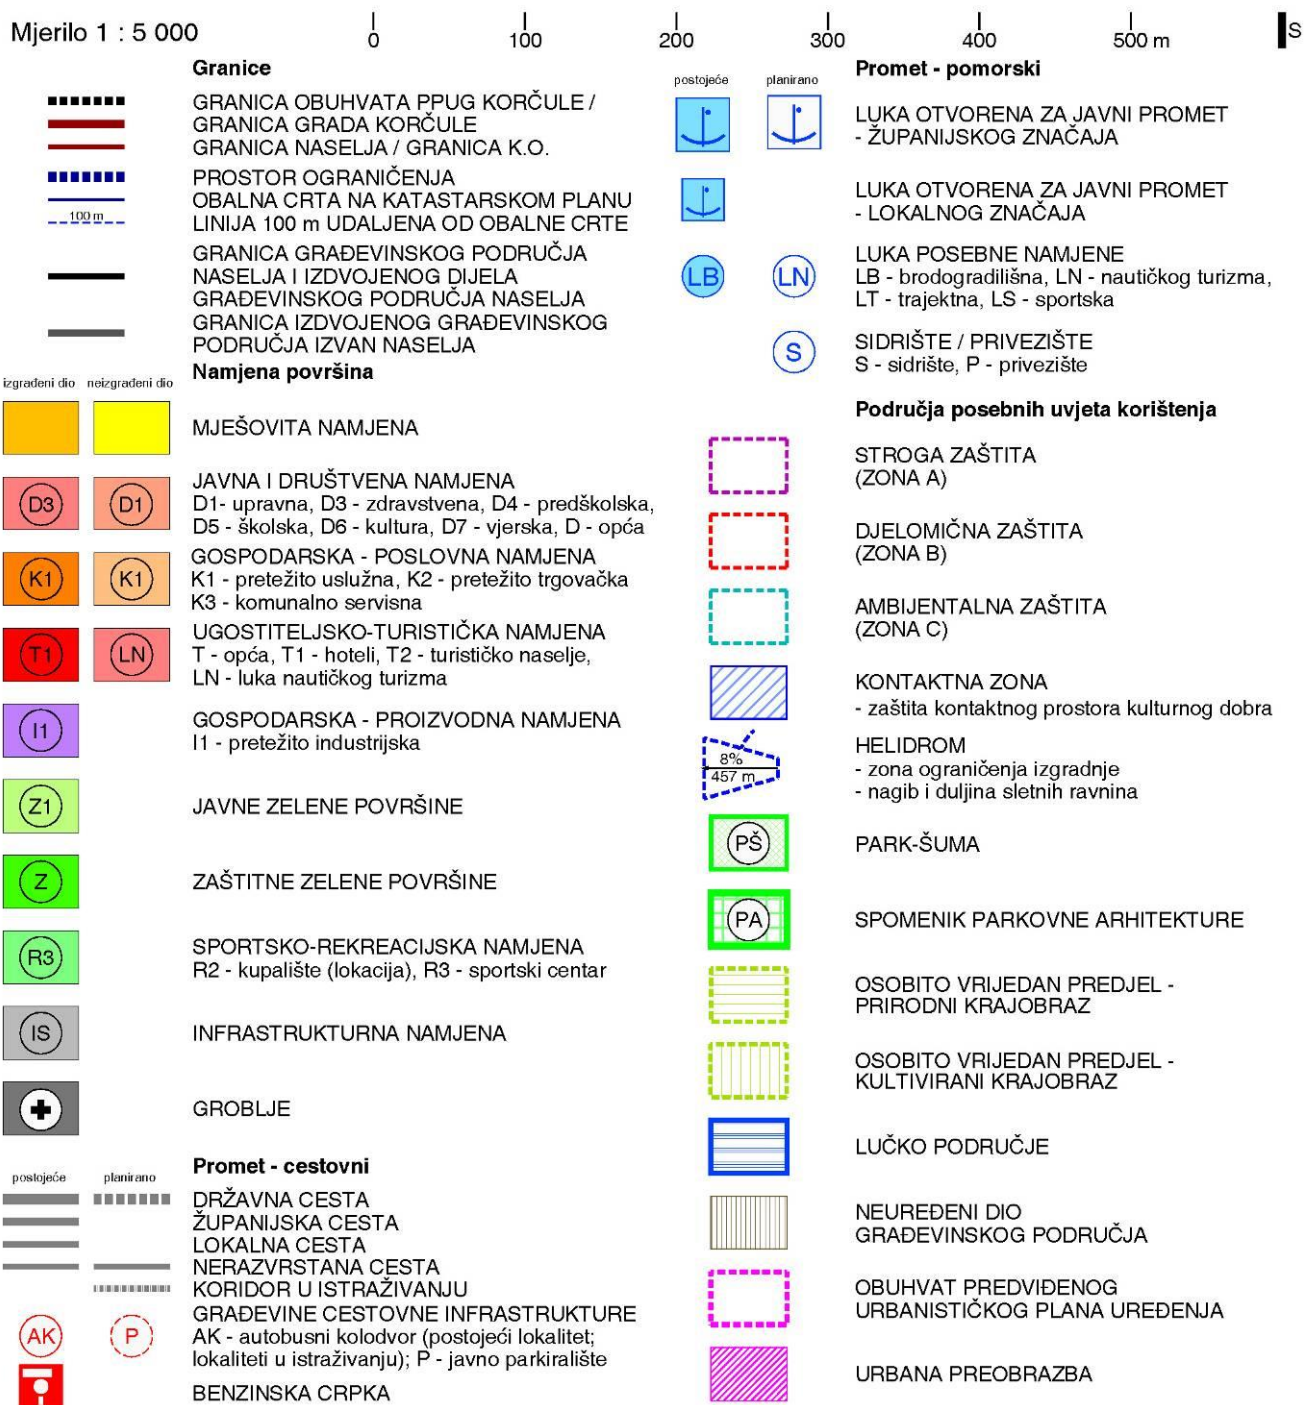 Mjerilo 1 : 5 000
0 100 200 300 400 500 m
S
Granice
GRANICA OBUHVATA PPUG KORČULE /
GRANICA GRADA KORČULE
GRANICA NASELJA / GRANICA K.O.
PROSTOR OGRANIČENJA
OBALNA CRTA NA KATASTARSKOM PLANU
100 m
LINIJA 100 m UDALJENA OD OBALNE CRTE
GRANICA GRAĐEVINSKOG PODRUČJA
NASELJA I IZDVOJENOG DIJELA
GRAĐEVINSKOG PODRUČJA NASELJA
GRANICA IZDVOJENOG GRAĐEVINSKOG
PODRUČJA IZVAN NASELJA
Namjena površina
izgrađeni dio neizgrađeni dio
MJEŠOVITA NAMJENA
D3 D1
JAVNA I DRUŠTVENA NAMJENA
D1- upravna, D3 - zdravstvena, D4 - predškolska,
D5 - školska, D6 - kultura, D7 - vjerska, D - opća
K1 K1
GOSPODARSKA - POSLOVNA NAMJENA
K1 - pretežito uslužna, K2 - pretežito trgovačka
K3 - komunalno servisna
T1 LN
UGOSTITELJSKO-TURISTIČKA NAMJENA
T - opća, T1 - hoteli, T2 - turističko naselje,
LN - luka nautičkog turizma
I1
GOSPODARSKA - PROIZVODNA NAMJENA
I1 - pretežito industrijska
Z1
JAVNE ZELENE POVRŠINE
Z
ZAŠTITNE ZELENE POVRŠINE
R3
SPORTSKO-REKREACIJSKA NAMJENA
R2 - kupalište (lokacija), R3 - sportski centar
IS
INFRASTRUKTURNA NAMJENA
GROBLJE
Promet - cestovni
postojeće planirano
DRŽAVNA CESTA
ŽUPANIJSKA CESTA
LOKALNA CESTA
NERAZVRSTANA CESTA
KORIDOR U ISTRAŽIVANJU
AK P
GRAĐEVINE CESTOVNE INFRASTRUKTURE
AK - autobusni kolodvor (postojeći lokalitet;
lokaliteti u istraživanju); P - javno parkiralište
BENZINSKA CRPKA
Promet - pomorski
postojeće planirano
LUKA OTVORENA ZA JAVNI PROMET
- ŽUPANIJSKOG ZNAČAJA
LUKA OTVORENA ZA JAVNI PROMET
- LOKALNOG ZNAČAJA
LB LN
LUKA POSEBNE NAMJENE
LB - brodogradilišna, LN - nautičkog turizma,
LT - trajektna, LS - sportska
S
SIDRIŠTE / PRIVEZIŠTE
S - sidrište, P - privezište
Područja posebnih uvjeta korištenja
STROGA ZAŠTITA
(ZONA A)
DJELOMIČNA ZAŠTITA
(ZONA B)
AMBIJENTALNA ZAŠTITA
(ZONA C)
KONTAKTNA ZONA
- zaštita kontaktnog prostora kulturnog dobra
8%
457 m
HELIDROM
- zona ograničenja izgradnje
- nagib i duljina sletnih ravnina
PŠ
PARK-ŠUMA
PA
SPOMENIK PARKOVNE ARHITEKTURE
OSOBITO VRIJEDAN PREDJEL -
PRIRODNI KRAJOBRAZ
OSOBITO VRIJEDAN PREDJEL -
KULTIVIRANI KRAJOBRAZ
LUČKO PODRUČJE
NEUREĐENI DIO
GRAĐEVINSKOG PODRUČJA
OBUHVAT PREDVIĐENOG
URBANISTIČKOG PLANA UREĐENJA
URBANA PREOBRAZBA